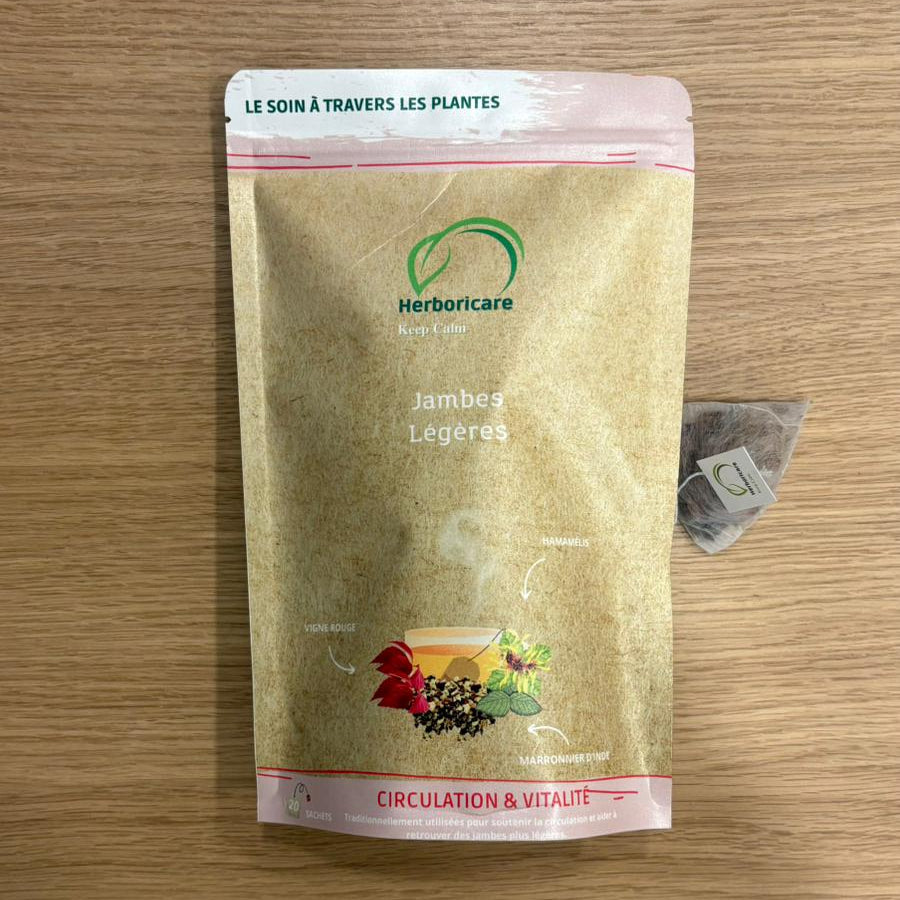 LE SOIN À TRAVERS LES PLANTES
Herboricare
Keep Calm
Jambes
Légères
HAMAMÉLIS
VIGNE ROUGE
Herboricare
MARRONNIER D'INDE
CIRCULATION & VITALITÉ
20
SACHETS
Traditionnellement utilisées pour soutenir la circulation et aider à
retrouver des jambes plus légères.